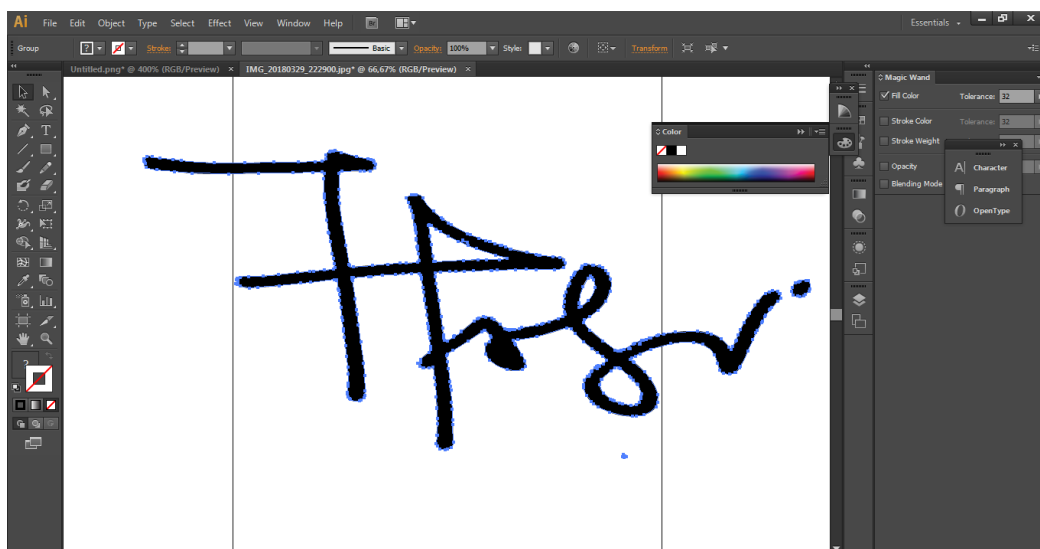 Ai File Edit Object Type Select Effect View Window Help Br Essentials
Group ? Stroke: Basic Opacity: 100% Style: Transform
Untitled.png* @ 400% (RGB/Preview) × IMG_20180329_222900.jpg* @ 66,67% (RGB/Preview) ×
Magic Wand
Fill Color Tolerance: 32
Stroke Color Tolerance: 32
Stroke Weight
Opacity
Blending Mode
Color
Character
Paragraph
OpenType